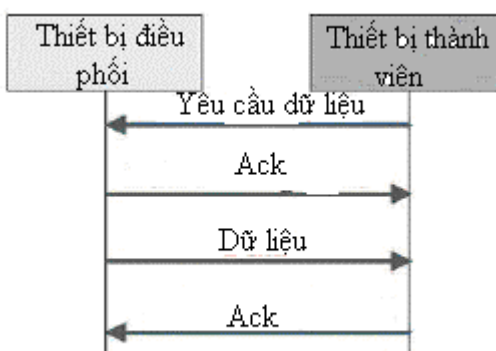 Thiết bị điều
phối
Thiết bị thành
viên
Yêu cầu dữ liệu
Ack
Dữ liệu
Ack